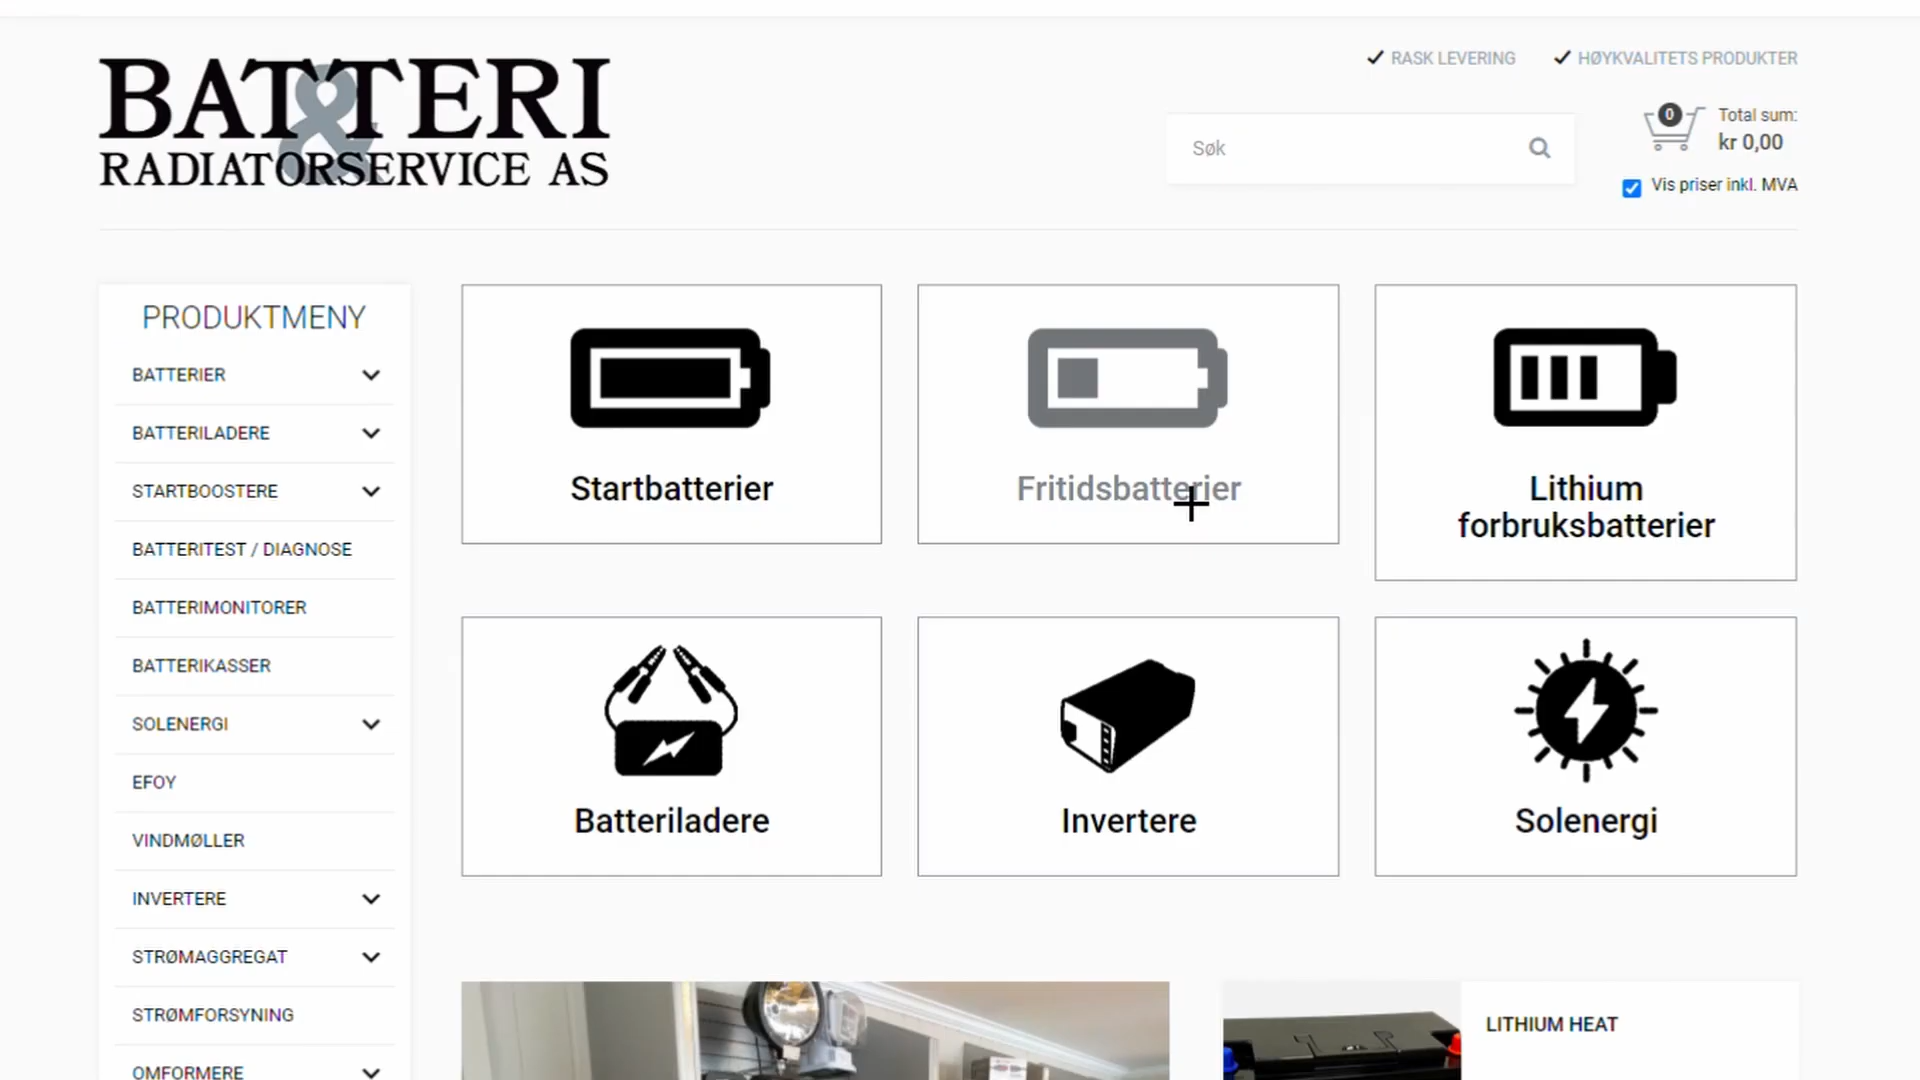 BATTERI
&
RADIATORSERVICE AS
RASK LEVERING
HØYKVALITETS PRODUKTER
Søk
0
Total sum:
kr 0,00
Vis priser inkl. MVA
PRODUKTMENY
BATTERIER
BATTERILADERE
STARTBOOSTERE
BATTERITEST / DIAGNOSE
BATTERIMONITORER
BATTERIKASSER
SOLENERGI
EFOY
VINDMØLLER
INVERTERE
STRØMAGGREGAT
STRØMFORSYNING
OMFORMERE
Startbatterier
Fritidsbatterier
Lithium
forbruksbatterier
Batteriladere
Invertere
Solenergi
LITHIUM HEAT